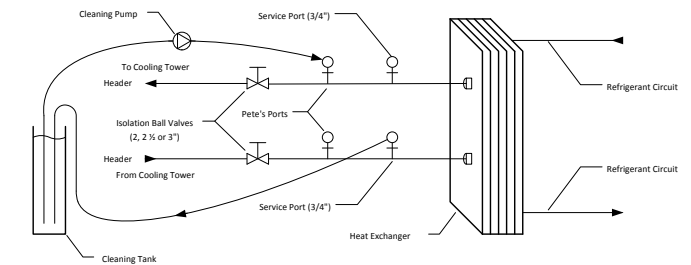 Cleaning Pump
Service Port (3/4")
To Cooling Tower
Header
Refrigerant Circuit
Pete's Ports
Isolation Ball Valves
(2, 2 ½ or 3")
Header
From Cooling Tower
Refrigerant Circuit
Service Port (3/4")
Heat Exchanger
Cleaning Tank